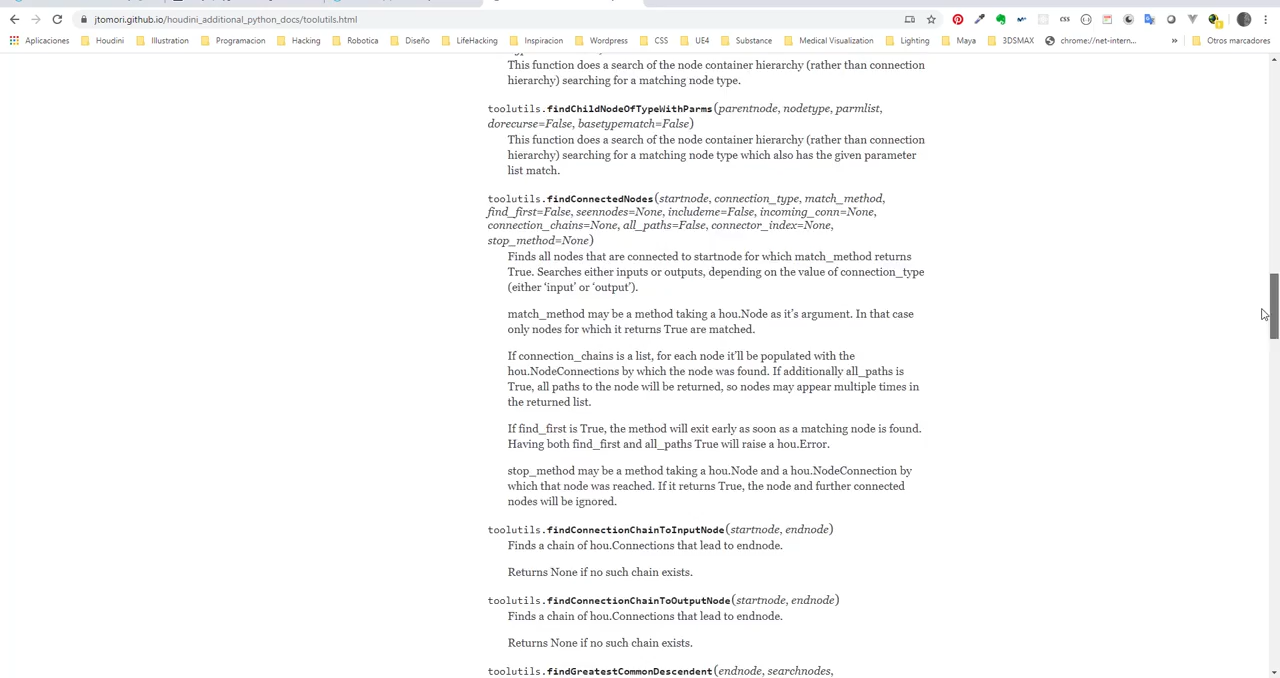 jtomori.github.io/houdini_additional_python_docs/toolutils.html
Aplicaciones Houdini Illustration Programacion Hacking Robotica Diseño LifeHacking Inspiracion Wordpress CSS UE4 Substance Medical Visualization Lighting Maya 3DSMAX chrome://net-intern... » Otros marcadores
This function does a search of the node container hierarchy (rather than connection
hierarchy) searching for a matching node type.
toolutils.findChildNodeOfTypeWithParms(parentnode, nodetype, parmlist,
dorecurse=False, basetypematch=False)
This function does a search of the node container hierarchy (rather than connection
hierarchy) searching for a matching node type which also has the given parameter
list match.
toolutils.findConnectedNodes(startnode, connection_type, match_method,
find_first=False, seennodes=None, includeme=False, incoming_conn=None,
connection_chains=None, all_paths=False, connector_index=None,
stop_method=None)
Finds all nodes that are connected to startnode for which match_method returns
True. Searches either inputs or outputs, depending on the value of connection_type
(either ‘input’ or ‘output’).
match_method may be a method taking a hou.Node as it’s argument. In that case
only nodes for which it returns True are matched.
If connection_chains is a list, for each node it’ll be populated with the
hou.NodeConnections by which the node was found. If additionally all_paths is
True, all paths to the node will be returned, so nodes may appear multiple times in
the returned list.
If find_first is True, the method will exit early as soon as a matching node is found.
Having both find_first and all_paths True will raise a hou.Error.
stop_method may be a method taking a hou.Node and a hou.NodeConnection by
which that node was reached. If it returns True, the node and further connected
nodes will be ignored.
toolutils.findConnectionChainToInputNode(startnode, endnode)
Finds a chain of hou.Connections that lead to endnode.
Returns None if no such chain exists.
toolutils.findConnectionChainToOutputNode(startnode, endnode)
Finds a chain of hou.Connections that lead to endnode.
Returns None if no such chain exists.
toolutils.findGreatestCommonDescendent(endnode, searchnodes,